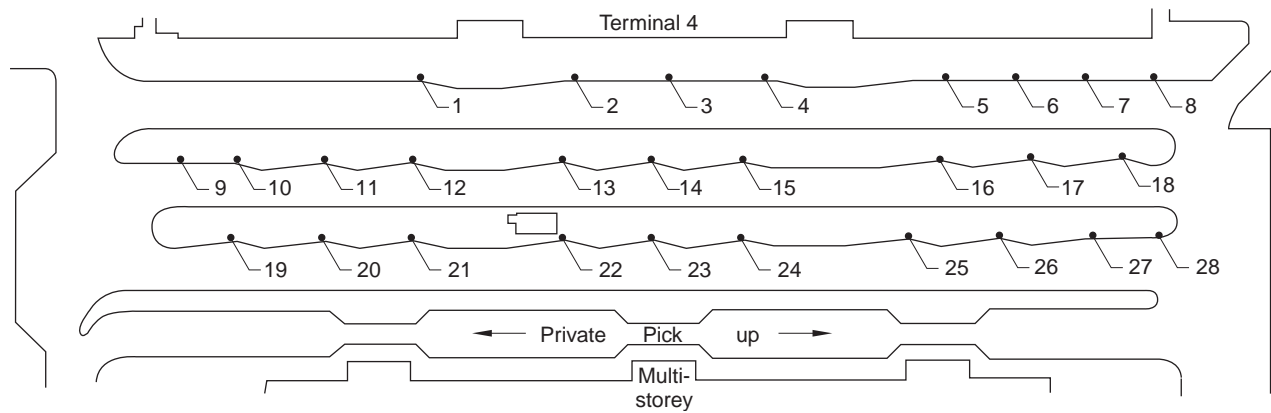 Terminal 4
1 2 3 4 5 6 7 8
9 10 11 12 13 14 15 16 17 18
19 20 21 22 23 24 25 26 27 28
Private Pick up
Multi-
storey